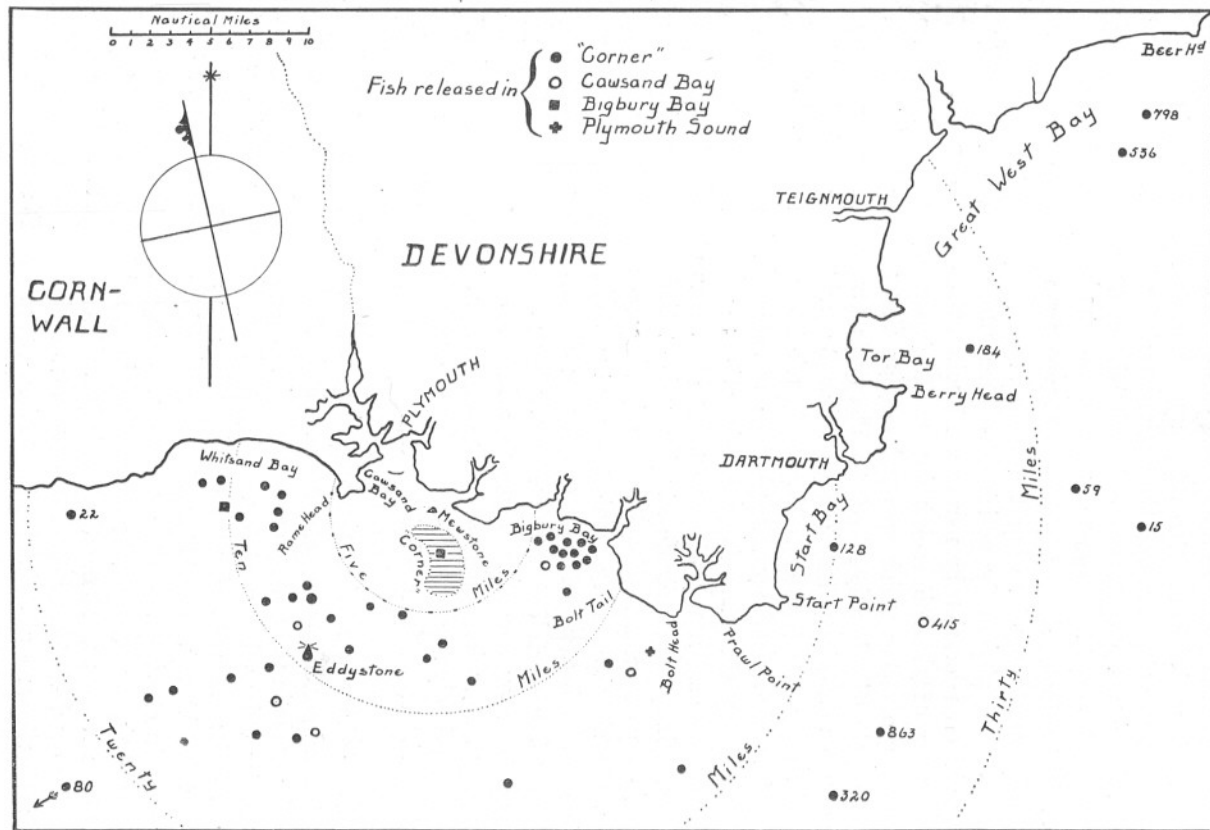 Nautical Miles
0 1 2 3 4 5 6 7 8 9 10
Fish released in
"Corner"
Cawsand Bay
Bigbury Bay
Plymouth Sound
Beer Hd
798
536
Great West Bay
TEIGNMOUTH
DEVONSHIRE
CORN-
WALL
184
Tor Bay
Berry Head
PLYMOUTH
DARTMOUTH
Whitsand Bay
Cawsand
Bay
Mewstone
Rame Head
Corner
Bigbury Bay
Start Bay
22
59
15
128
Ten
Five
Miles
Miles
Bolt Tail
Start Point
415
Eddystone
Bolt Head
Prawl Point
Miles
Thirty
863
Twenty
Miles
80
320